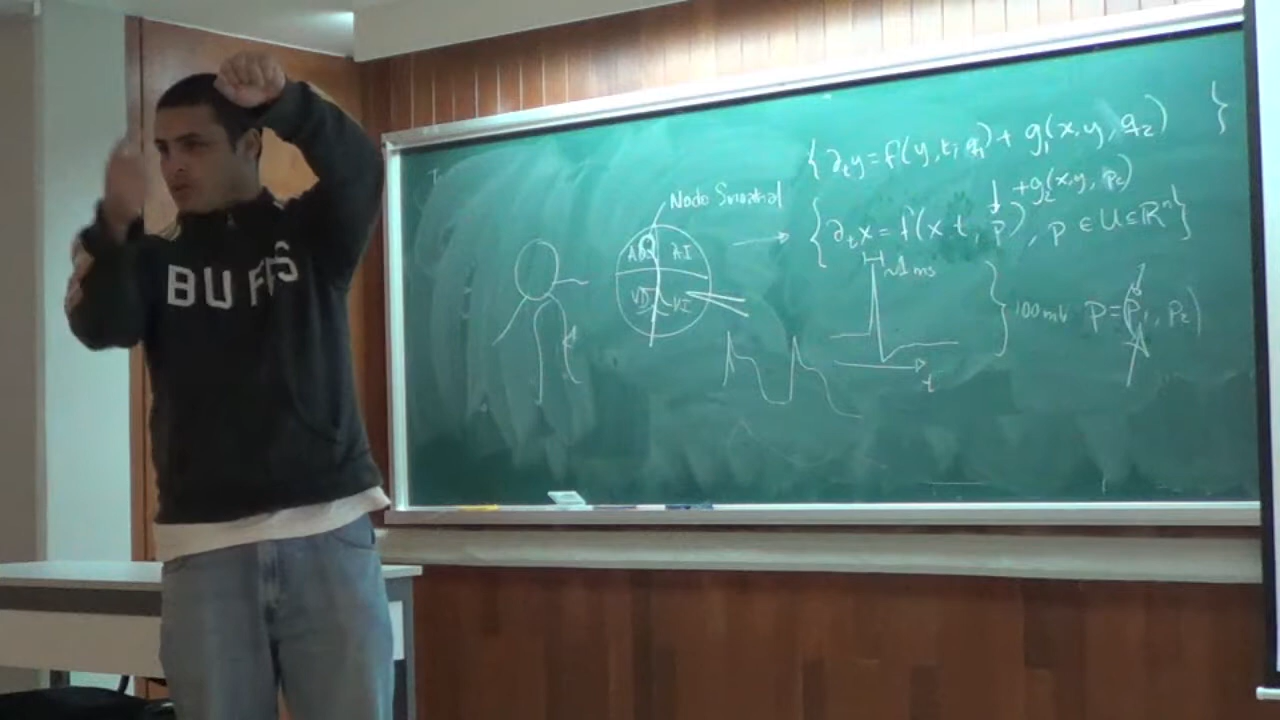 BUFFS
{∂ₜy = f(y, t, q₁) + g₁(x, y, q₂) }
+ g₂(x, y, p₂)
{∂ₜx = f(x, t, p), p ∈ U ⊆ ℝⁿ}
Nodo Sinoatrial
AD AI
VD VI
~1 ms
100 mV
P = (P₁, P₂)
t